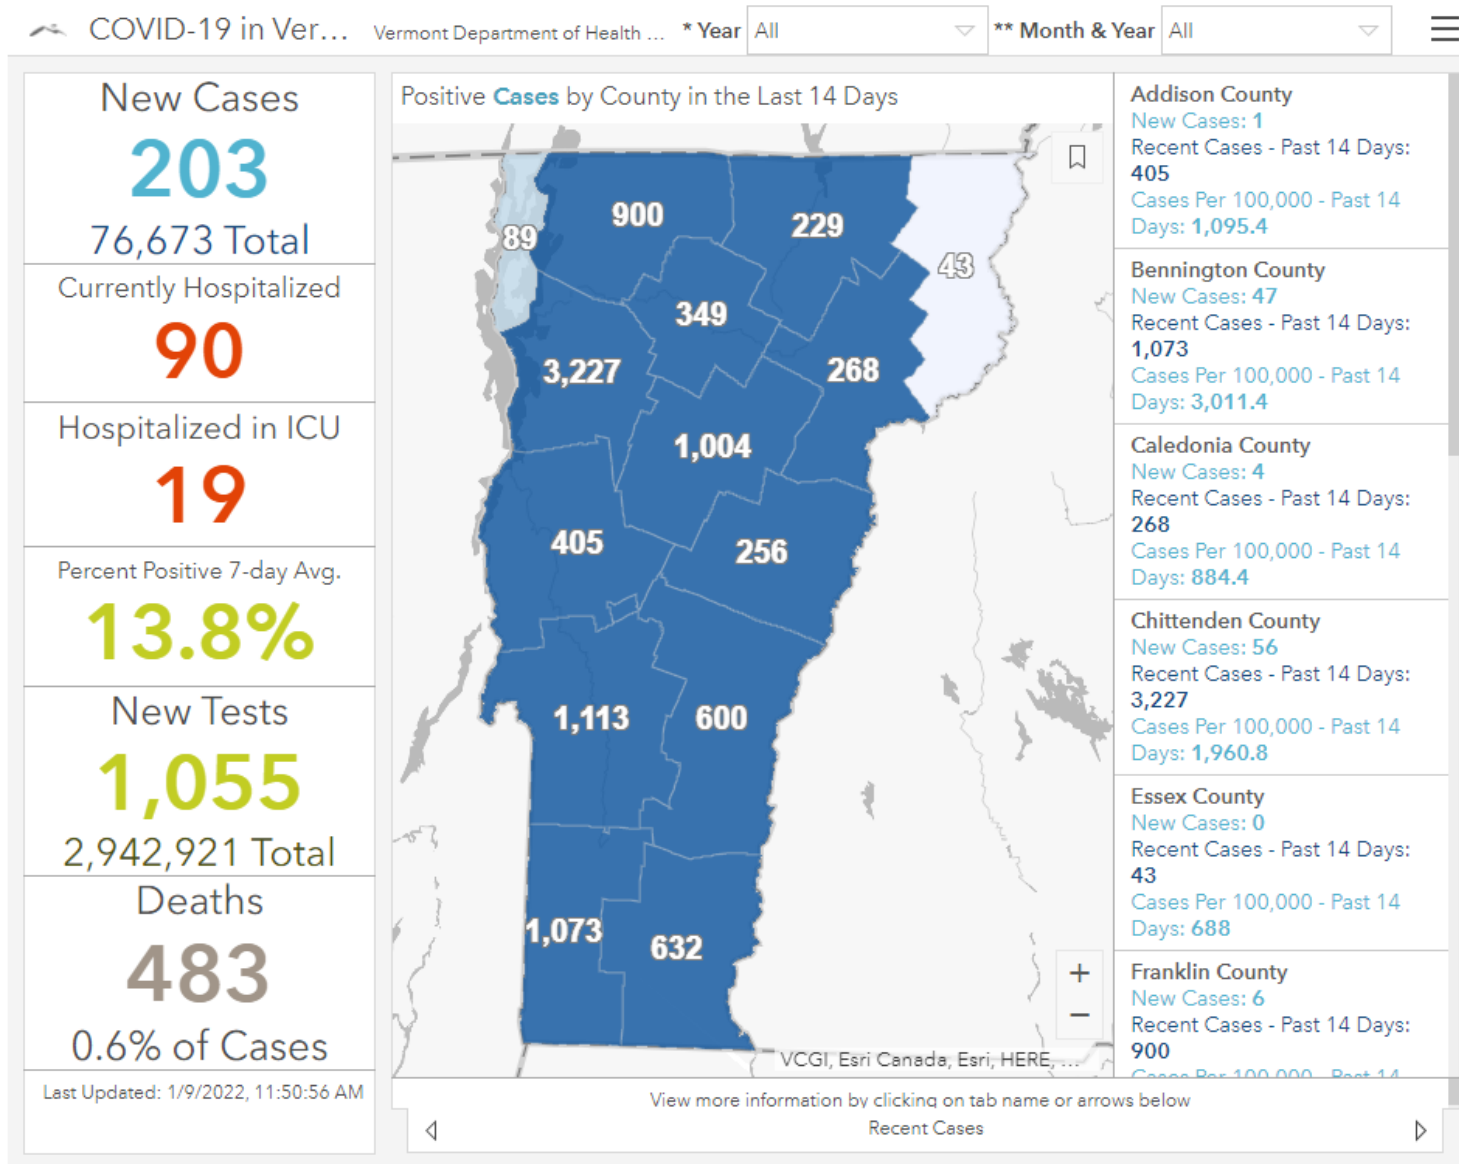 COVID-19 in Ver...
Vermont Department of Health ...
* Year
All
** Month & Year
All
New Cases
203
76,673 Total
Currently Hospitalized
90
Hospitalized in ICU
19
Percent Positive 7-day Avg.
13.8%
New Tests
1,055
2,942,921 Total
Deaths
483
0.6% of Cases
Last Updated: 1/9/2022, 11:50:56 AM
Positive Cases by County in the Last 14 Days
89
900
229
43
349
3,227
268
1,004
405
256
1,113
600
1,073
632
+
−
VCGI, Esri Canada, Esri, HERE, ...
Addison County
New Cases: 1
Recent Cases - Past 14 Days:
405
Cases Per 100,000 - Past 14
Days: 1,095.4
Bennington County
New Cases: 47
Recent Cases - Past 14 Days:
1,073
Cases Per 100,000 - Past 14
Days: 3,011.4
Caledonia County
New Cases: 4
Recent Cases - Past 14 Days:
268
Cases Per 100,000 - Past 14
Days: 884.4
Chittenden County
New Cases: 56
Recent Cases - Past 14 Days:
3,227
Cases Per 100,000 - Past 14
Days: 1,960.8
Essex County
New Cases: 0
Recent Cases - Past 14 Days:
43
Cases Per 100,000 - Past 14
Days: 688
Franklin County
New Cases: 6
Recent Cases - Past 14 Days:
900
Cases Per 100,000 - Past 14
View more information by clicking on tab name or arrows below
Recent Cases